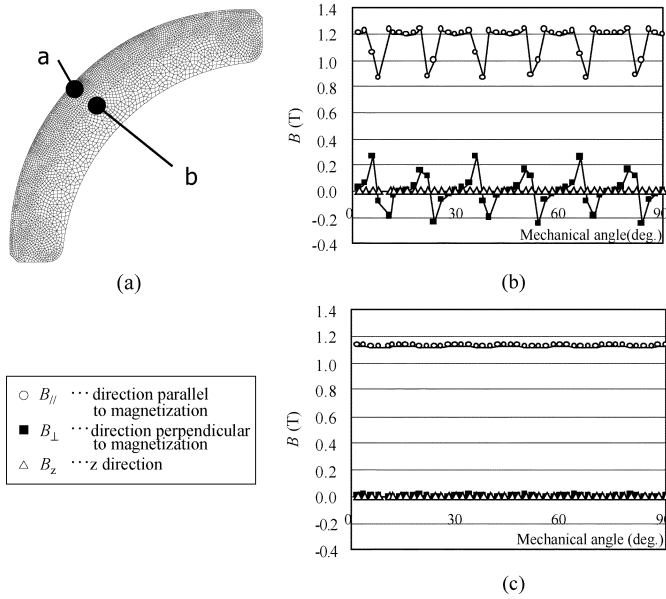 a
b
(a)
1.4
1.2
1.0
0.8
0.6
0.4
0.2
0.0
-0.2
-0.4
B (T)
0
30
60
90
Mechanical angle(deg.)
(b)
B// ⋯ direction parallel
to magnetization
B⊥ ⋯direction perpendicular
to magnetization
Bz ⋯z direction
1.4
1.2
1.0
0.8
0.6
0.4
0.2
0.0
-0.2
-0.4
B (T)
0
30
60
90
Mechanical angle (deg.)
(c)